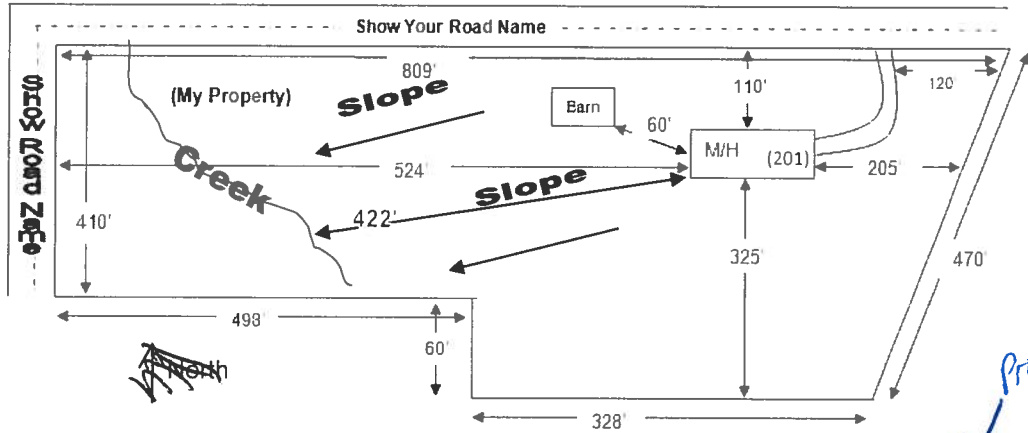 Show Your Road Name
809'
120'
(My Property)
Slope
110'
Barn
60'
M/H
(201)
Creek
524'
205'
Slope
Show Road Name
410'
422'
325'
470'
498'
60'
North
328'